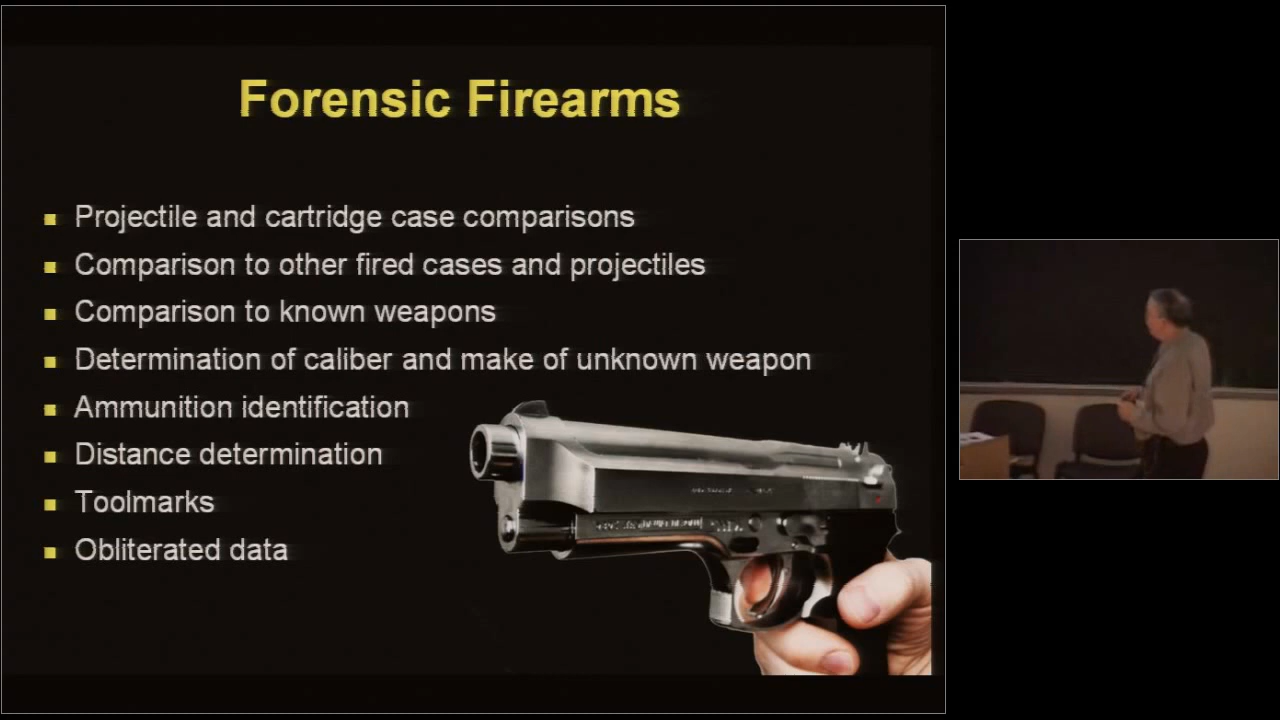 Forensic Firearms
Projectile and cartridge case comparisons
Comparison to other fired cases and projectiles
Comparison to known weapons
Determination of caliber and make of unknown weapon
Ammunition identification
Distance determination
Toolmarks
Obliterated data